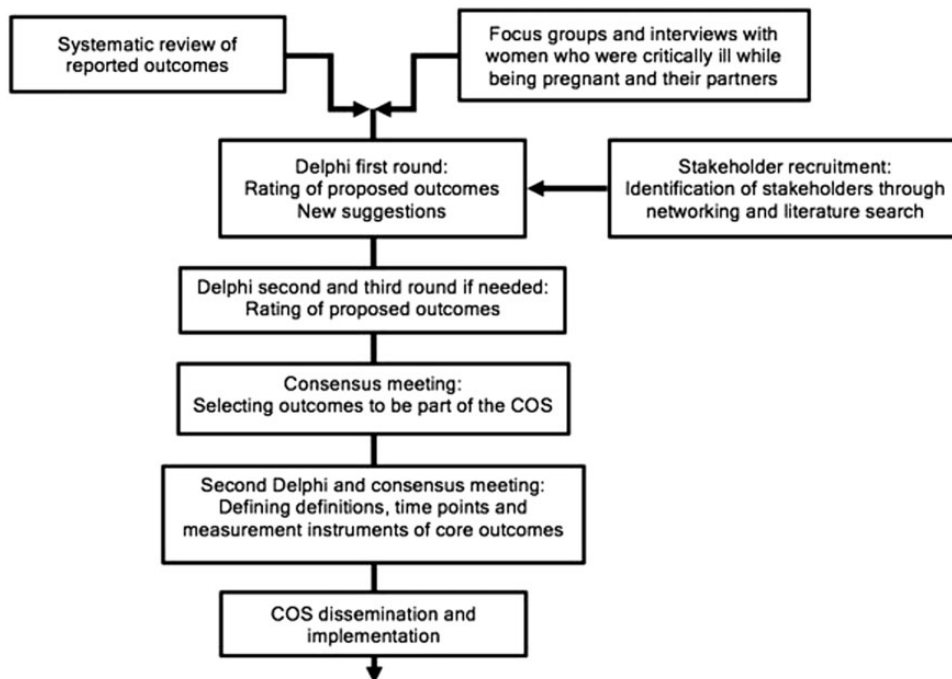 Systematic review of
reported outcomes
Focus groups and interviews with
women who were critically ill while
being pregnant and their partners
Delphi first round:
Rating of proposed outcomes
New suggestions
Stakeholder recruitment:
Identification of stakeholders through
networking and literature search
Delphi second and third round if needed:
Rating of proposed outcomes
Consensus meeting:
Selecting outcomes to be part of the COS
Second Delphi and consensus meeting:
Defining definitions, time points and
measurement instruments of core outcomes
COS dissemination and
implementation